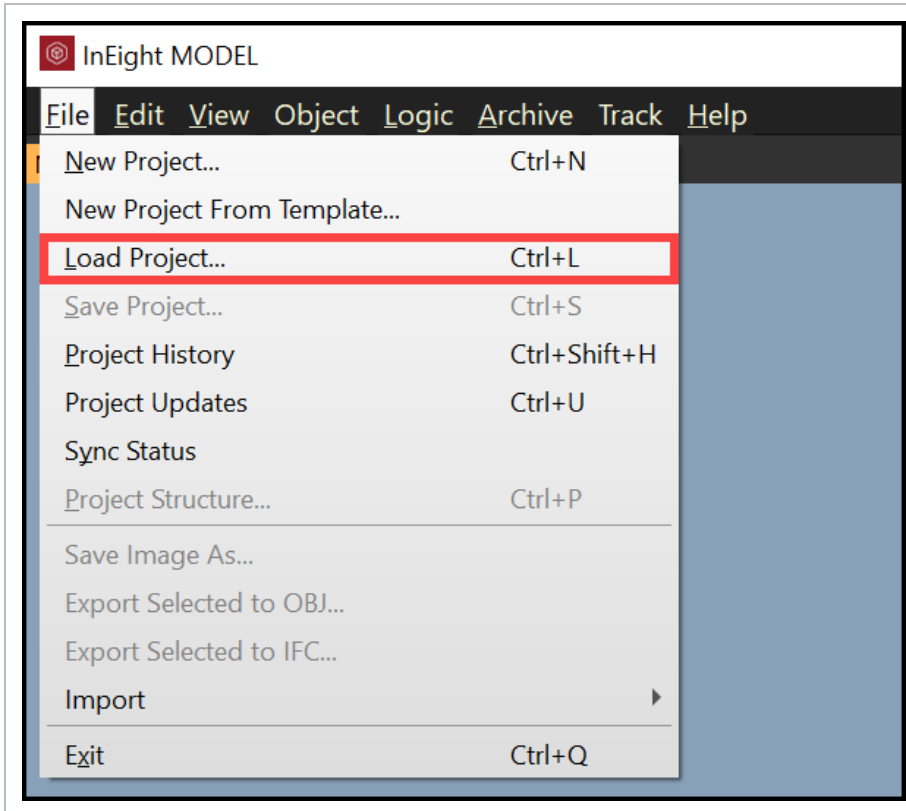 InEight MODEL
File Edit View Object Logic Archive Track Help
New Project... Ctrl+N
New Project From Template...
Load Project... Ctrl+L
Save Project... Ctrl+S
Project History Ctrl+Shift+H
Project Updates Ctrl+U
Sync Status
Project Structure... Ctrl+P
Save Image As...
Export Selected to OBJ...
Export Selected to IFC...
Import
Exit Ctrl+Q